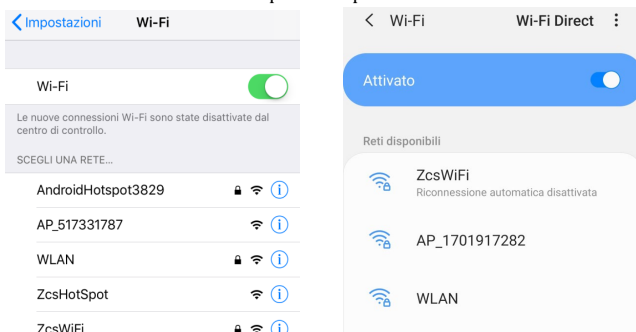 Impostazioni Wi-Fi
Wi-Fi
Le nuove connessioni Wi-Fi sono state disattivate dal
centro di controllo.
SCEGLI UNA RETE...
AndroidHotspot3829
AP_517331787
WLAN
ZcsHotSpot
ZcsWiFi
Wi-Fi Wi-Fi Direct
Attivato
Reti disponibili
ZcsWiFi
Riconnessione automatica disattivata
AP_1701917282
WLAN